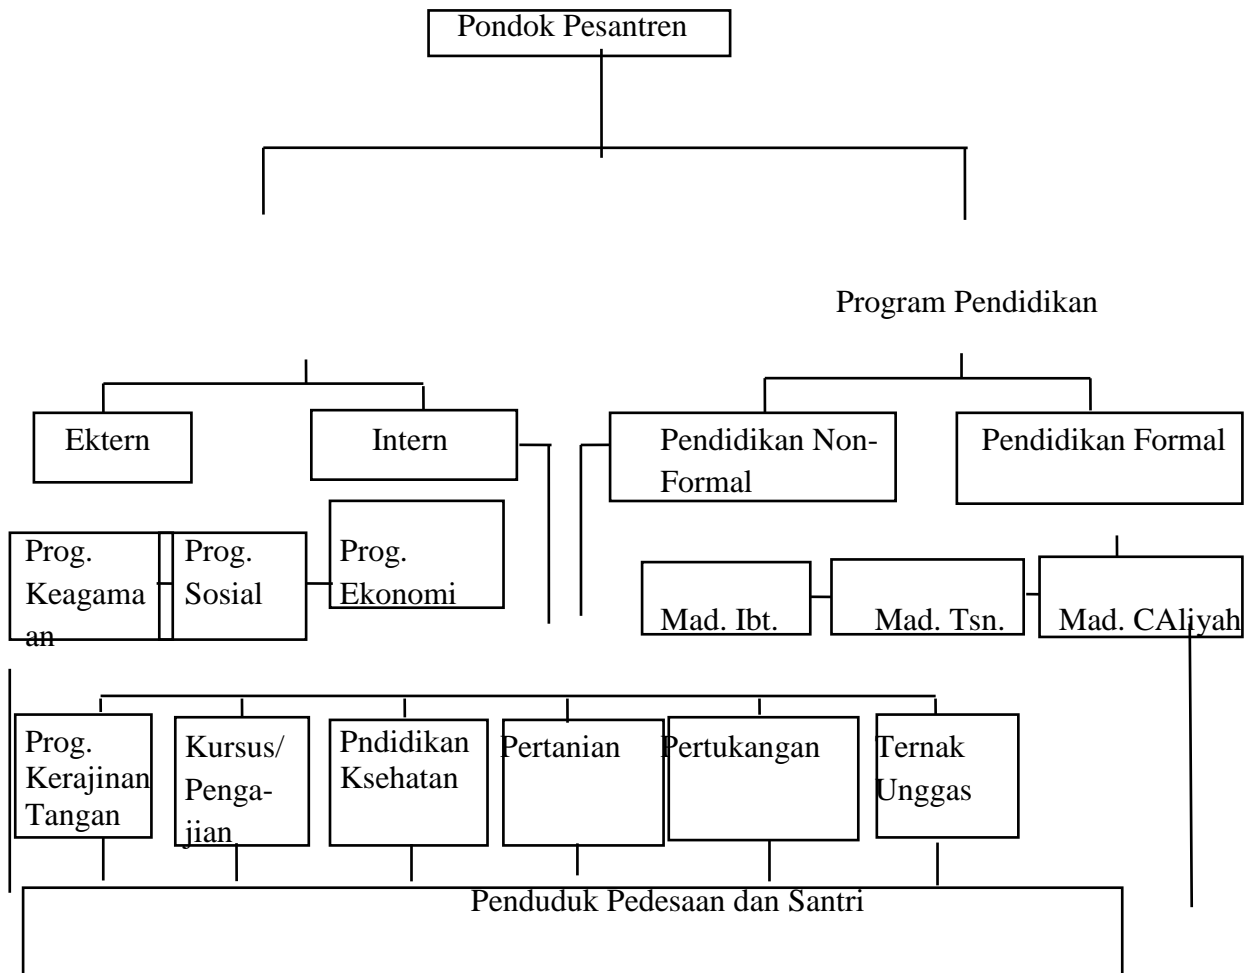 Pondok Pesantren
Program Pendidikan
Ektern
Intern
Pendidikan Non-
Formal
Pendidikan Formal
Prog.
Keagama
an
Prog.
Sosial
Prog.
Ekonomi
Mad. Ibt.
Mad. Tsn.
Mad. CAliyah
Prog.
Kerajinan
Tangan
Kursus/
Penga-
jian
Pndidikan
Ksehatan
Pertanian
Pertukangan
Ternak
Unggas
Penduduk Pedesaan dan Santri